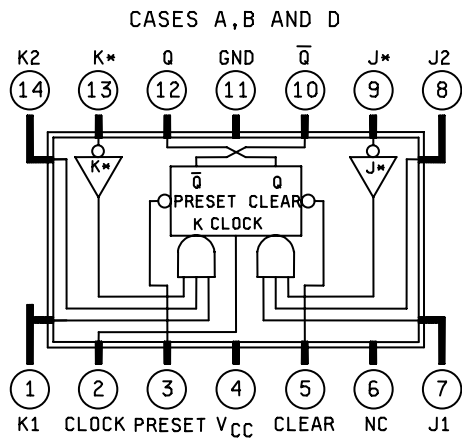 CASES A,B AND D
K2 K* Q GND Q̅ J* J2
14 13 12 11 10 9 8
K* J*
Q̅ Q
PRESET CLEAR
K CLOCK
1 2 3 4 5 6 7
K1 CLOCK PRESET VCC CLEAR NC J1